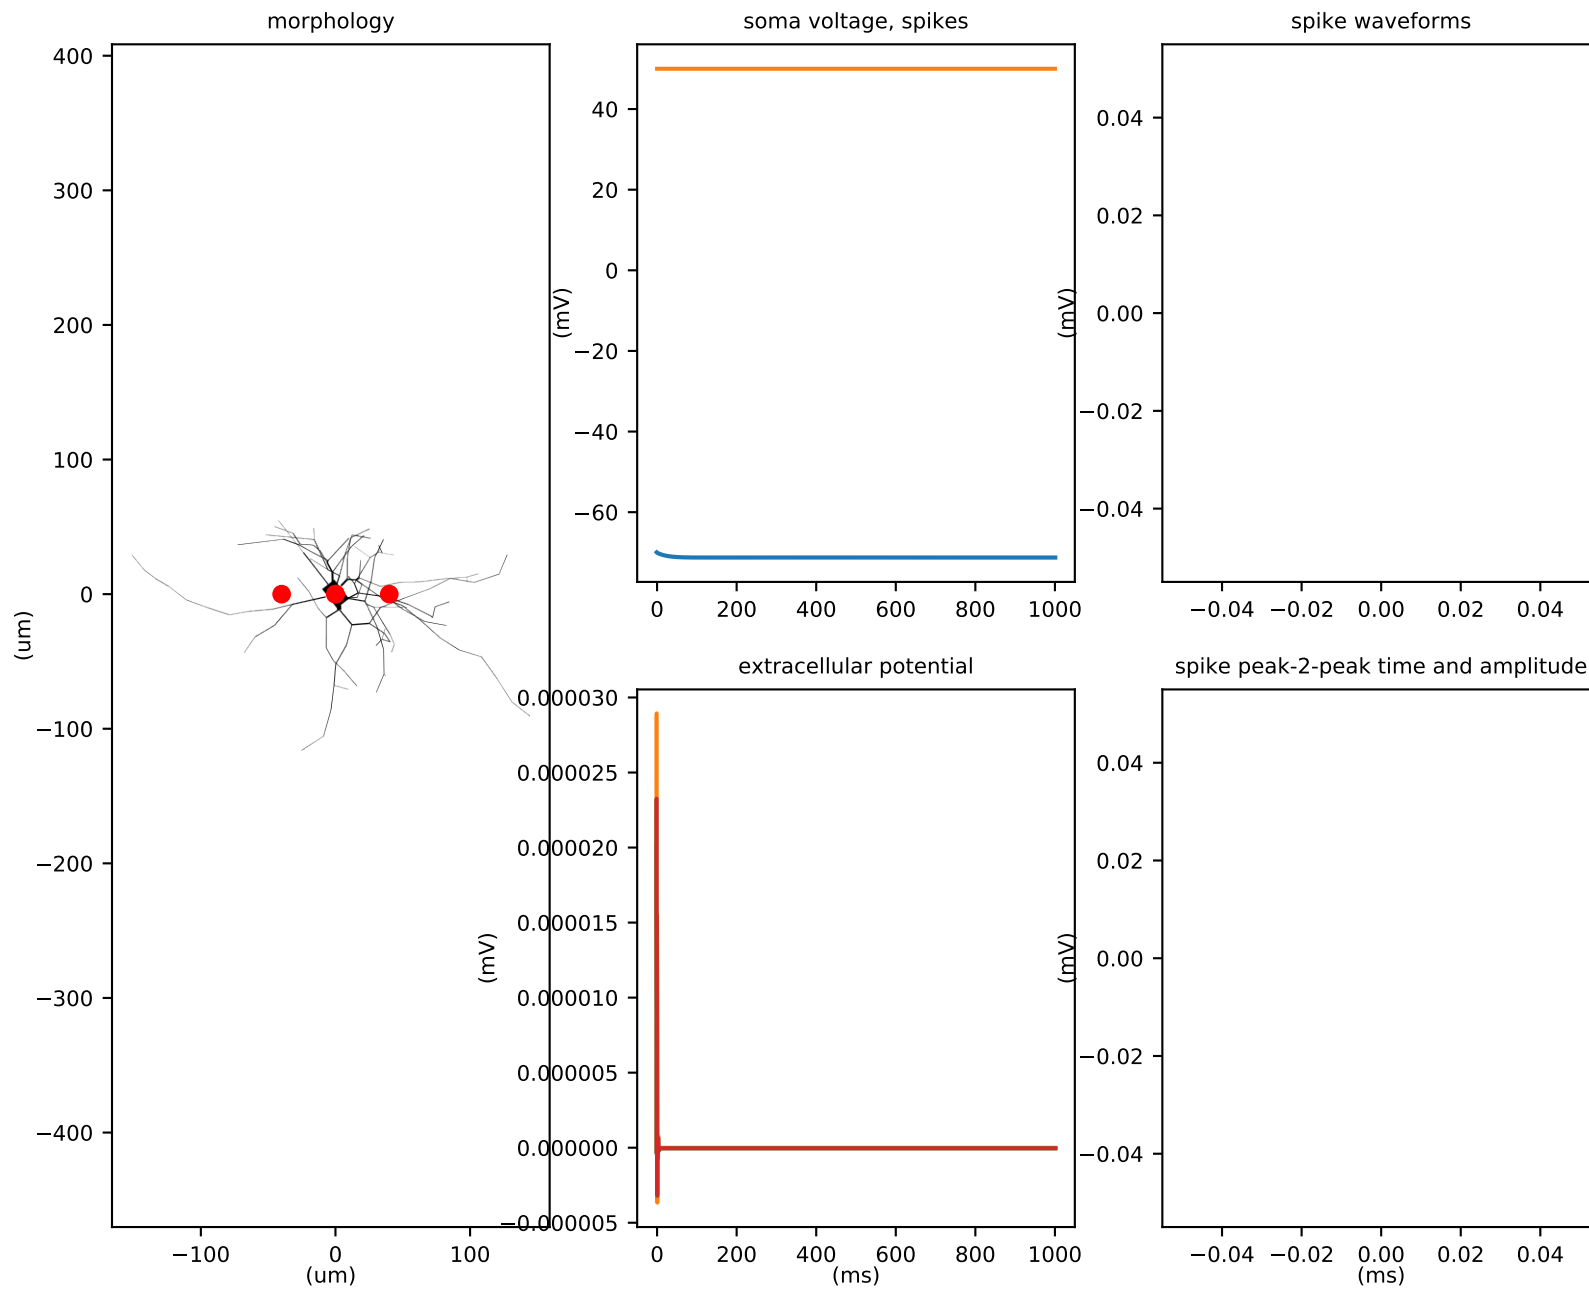 morphology
400
300
200
100
0
−100
−200
−300
−400
(um)
−100 0 100
(um)
soma voltage, spikes
40
20
0
−20
−40
−60
(mV)
0 200 400 600 800 1000
spike waveforms
0.04
0.02
0.00
−0.02
−0.04
(mV)
−0.04 −0.02 0.00 0.02 0.04
extracellular potential
0.000030
0.000025
0.000020
0.000015
0.000010
0.000005
0.000000
−0.000005
(mV)
0 200 400 600 800 1000
(ms)
spike peak-2-peak time and amplitude
0.04
0.02
0.00
−0.02
−0.04
(mV)
−0.04 −0.02 0.00 0.02 0.04
(ms)